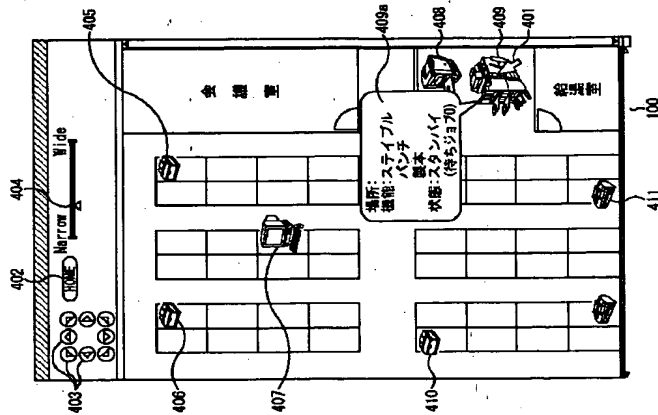 405
404
402
403
Narrow Wide
HOME
会議室
406
407
409a
408
409
401
場所:
機能:ステイプル
パンチ
製本
状態:スタンバイ
(待ちジョブ0)
給湯室
410
411
100